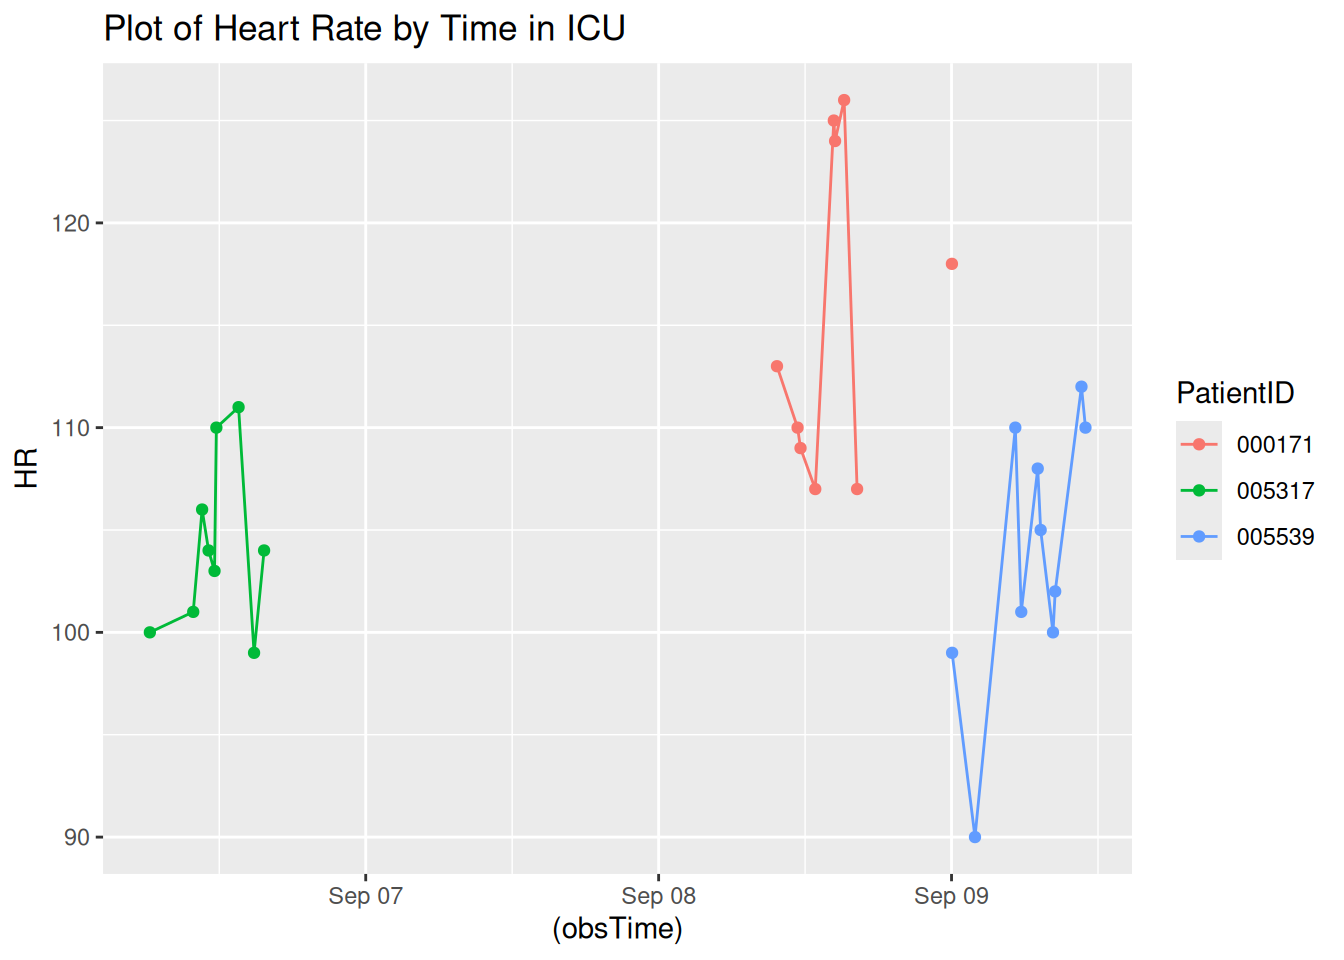 Plot of Heart Rate by Time in ICU
120
110
100
90
HR
Sep 07
Sep 08
Sep 09
(obsTime)
PatientID
000171
005317
005539